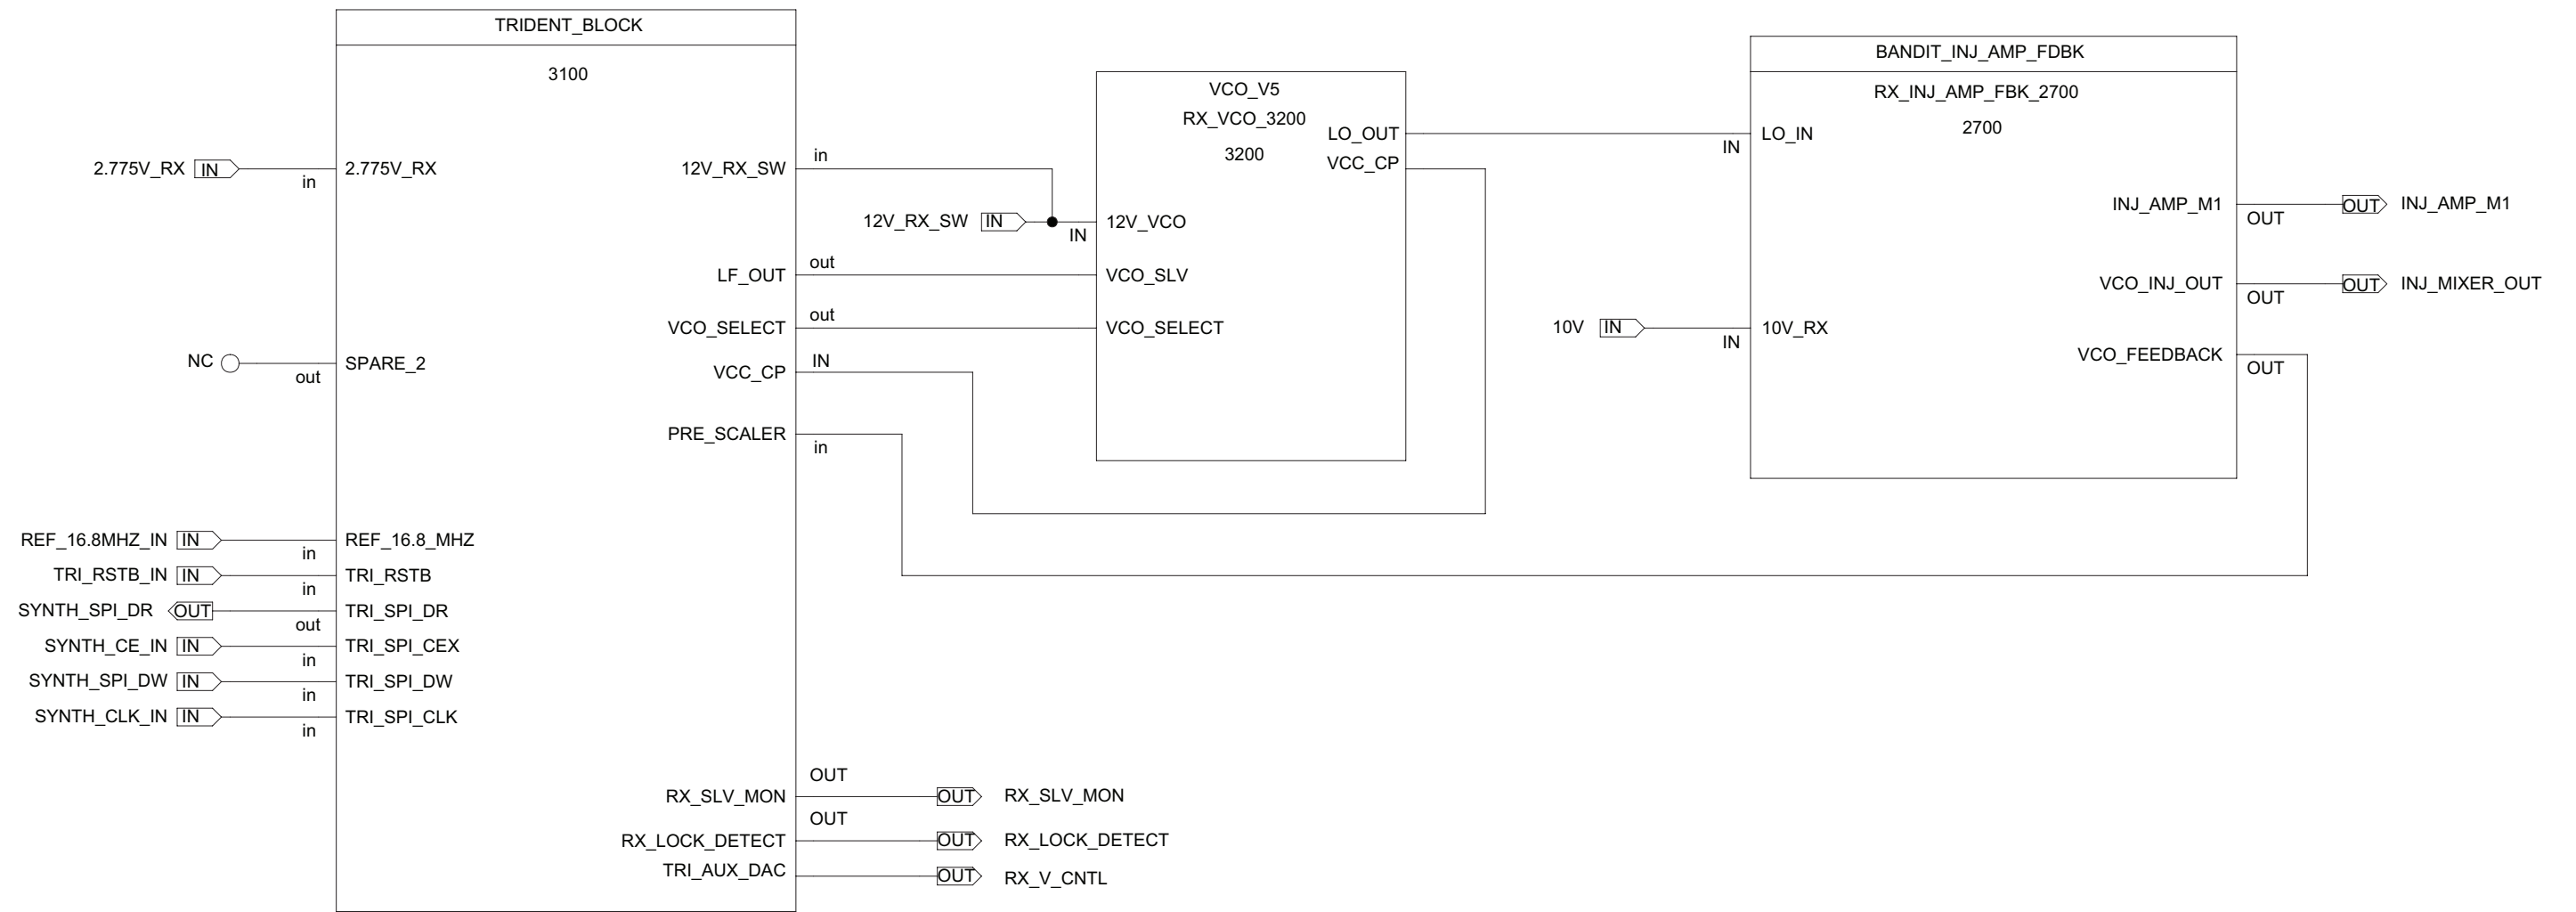 TRIDENT_BLOCK
3100
2.775V_RX IN in 2.775V_RX
12V_RX_SW in
NC out SPARE_2
LF_OUT out
VCO_SELECT out
VCC_CP IN
PRE_SCALER in
REF_16.8MHZ_IN IN in REF_16.8_MHZ
TRI_RSTB_IN IN in TRI_RSTB
SYNTH_SPI_DR OUT out TRI_SPI_DR
SYNTH_CE_IN IN in TRI_SPI_CEX
SYNTH_SPI_DW IN in TRI_SPI_DW
SYNTH_CLK_IN IN in TRI_SPI_CLK
RX_SLV_MON OUT OUT RX_SLV_MON
RX_LOCK_DETECT OUT OUT RX_LOCK_DETECT
TRI_AUX_DAC OUT RX_V_CNTL
VCO_V5
RX_VCO_3200
3200
LO_OUT
VCC_CP
12V_RX_SW IN IN 12V_VCO
VCO_SLV
VCO_SELECT
BANDIT_INJ_AMP_FDBK
RX_INJ_AMP_FBK_2700
2700
IN LO_IN
INJ_AMP_M1 OUT OUT INJ_AMP_M1
VCO_INJ_OUT OUT OUT INJ_MIXER_OUT
10V IN IN 10V_RX
VCO_FEEDBACK OUT